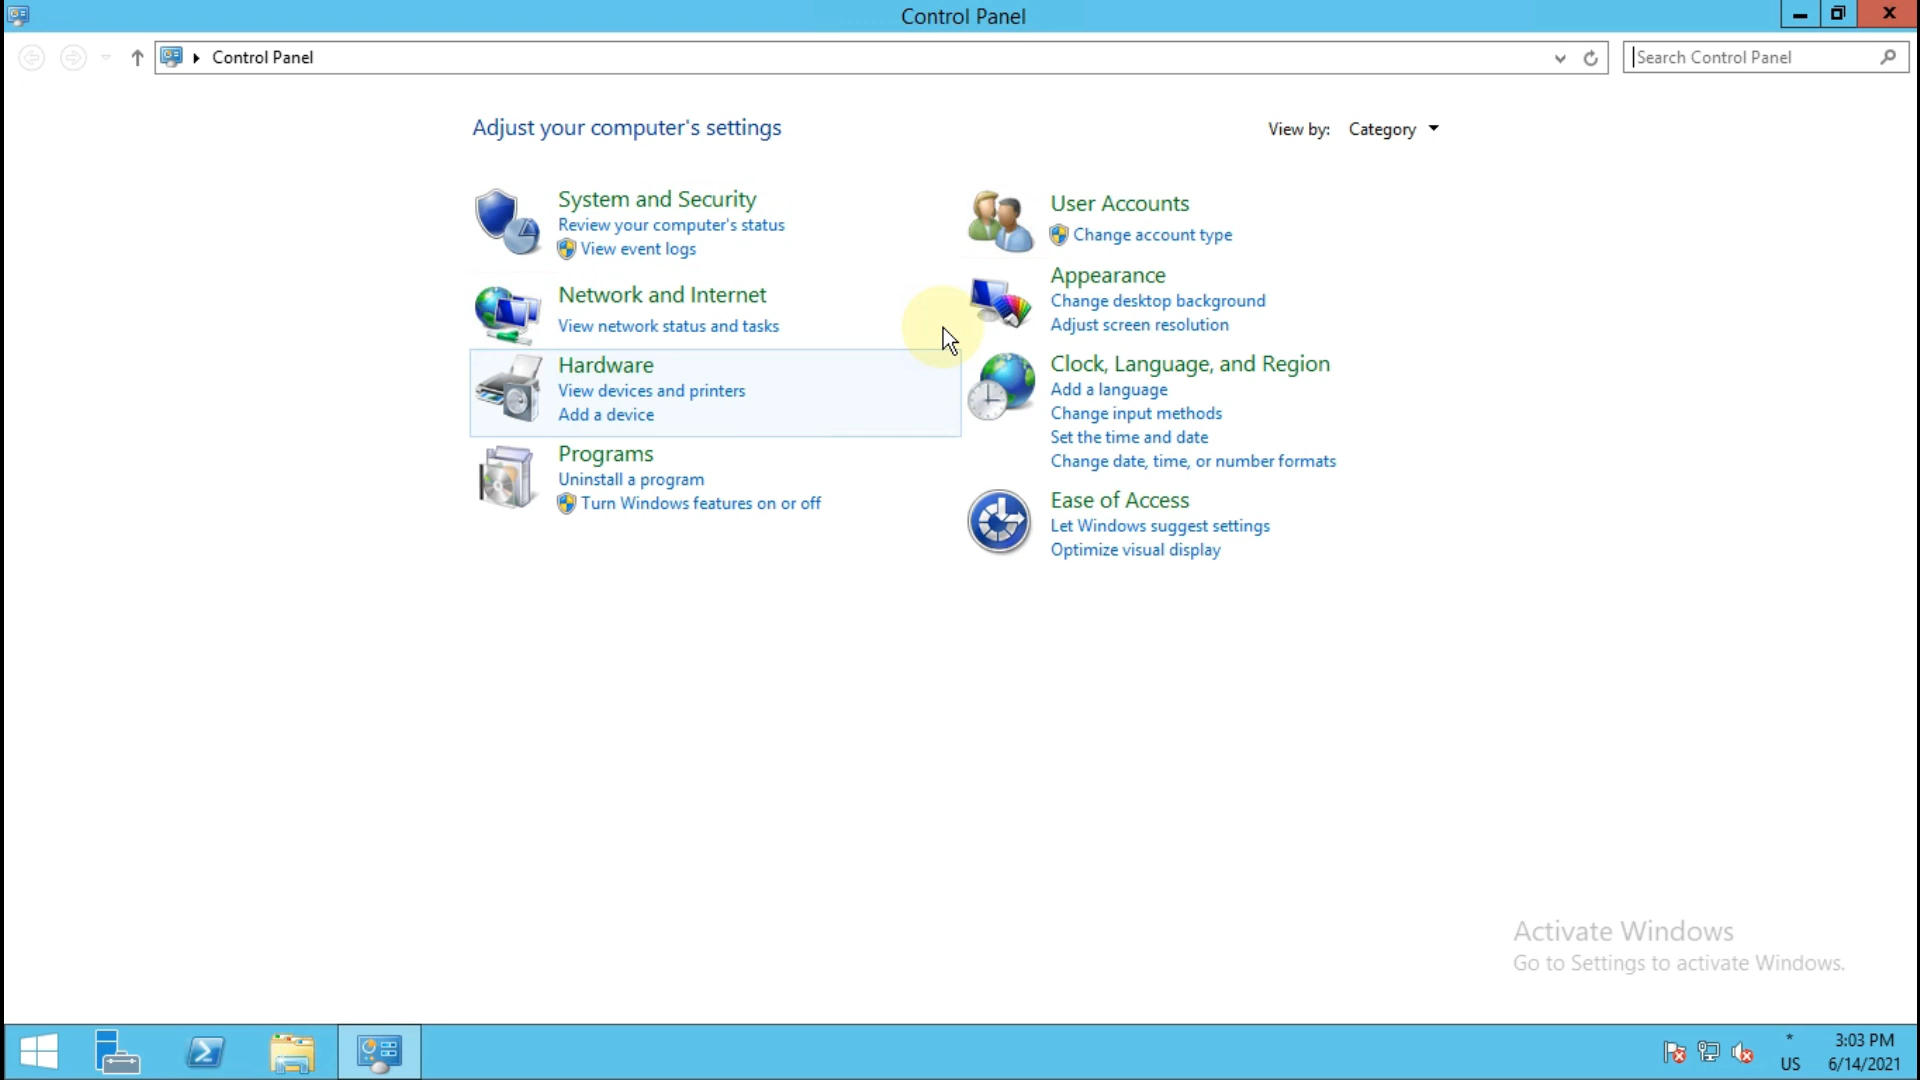 Control Panel
Control Panel
Search Control Panel
Adjust your computer's settings
View by: Category
System and Security
Review your computer's status
View event logs
Network and Internet
View network status and tasks
Hardware
View devices and printers
Add a device
Programs
Uninstall a program
Turn Windows features on or off
User Accounts
Change account type
Appearance
Change desktop background
Adjust screen resolution
Clock, Language, and Region
Add a language
Change input methods
Set the time and date
Change date, time, or number formats
Ease of Access
Let Windows suggest settings
Optimize visual display
Activate Windows
Go to Settings to activate Windows.
* 3:03 PM
US 6/14/2021